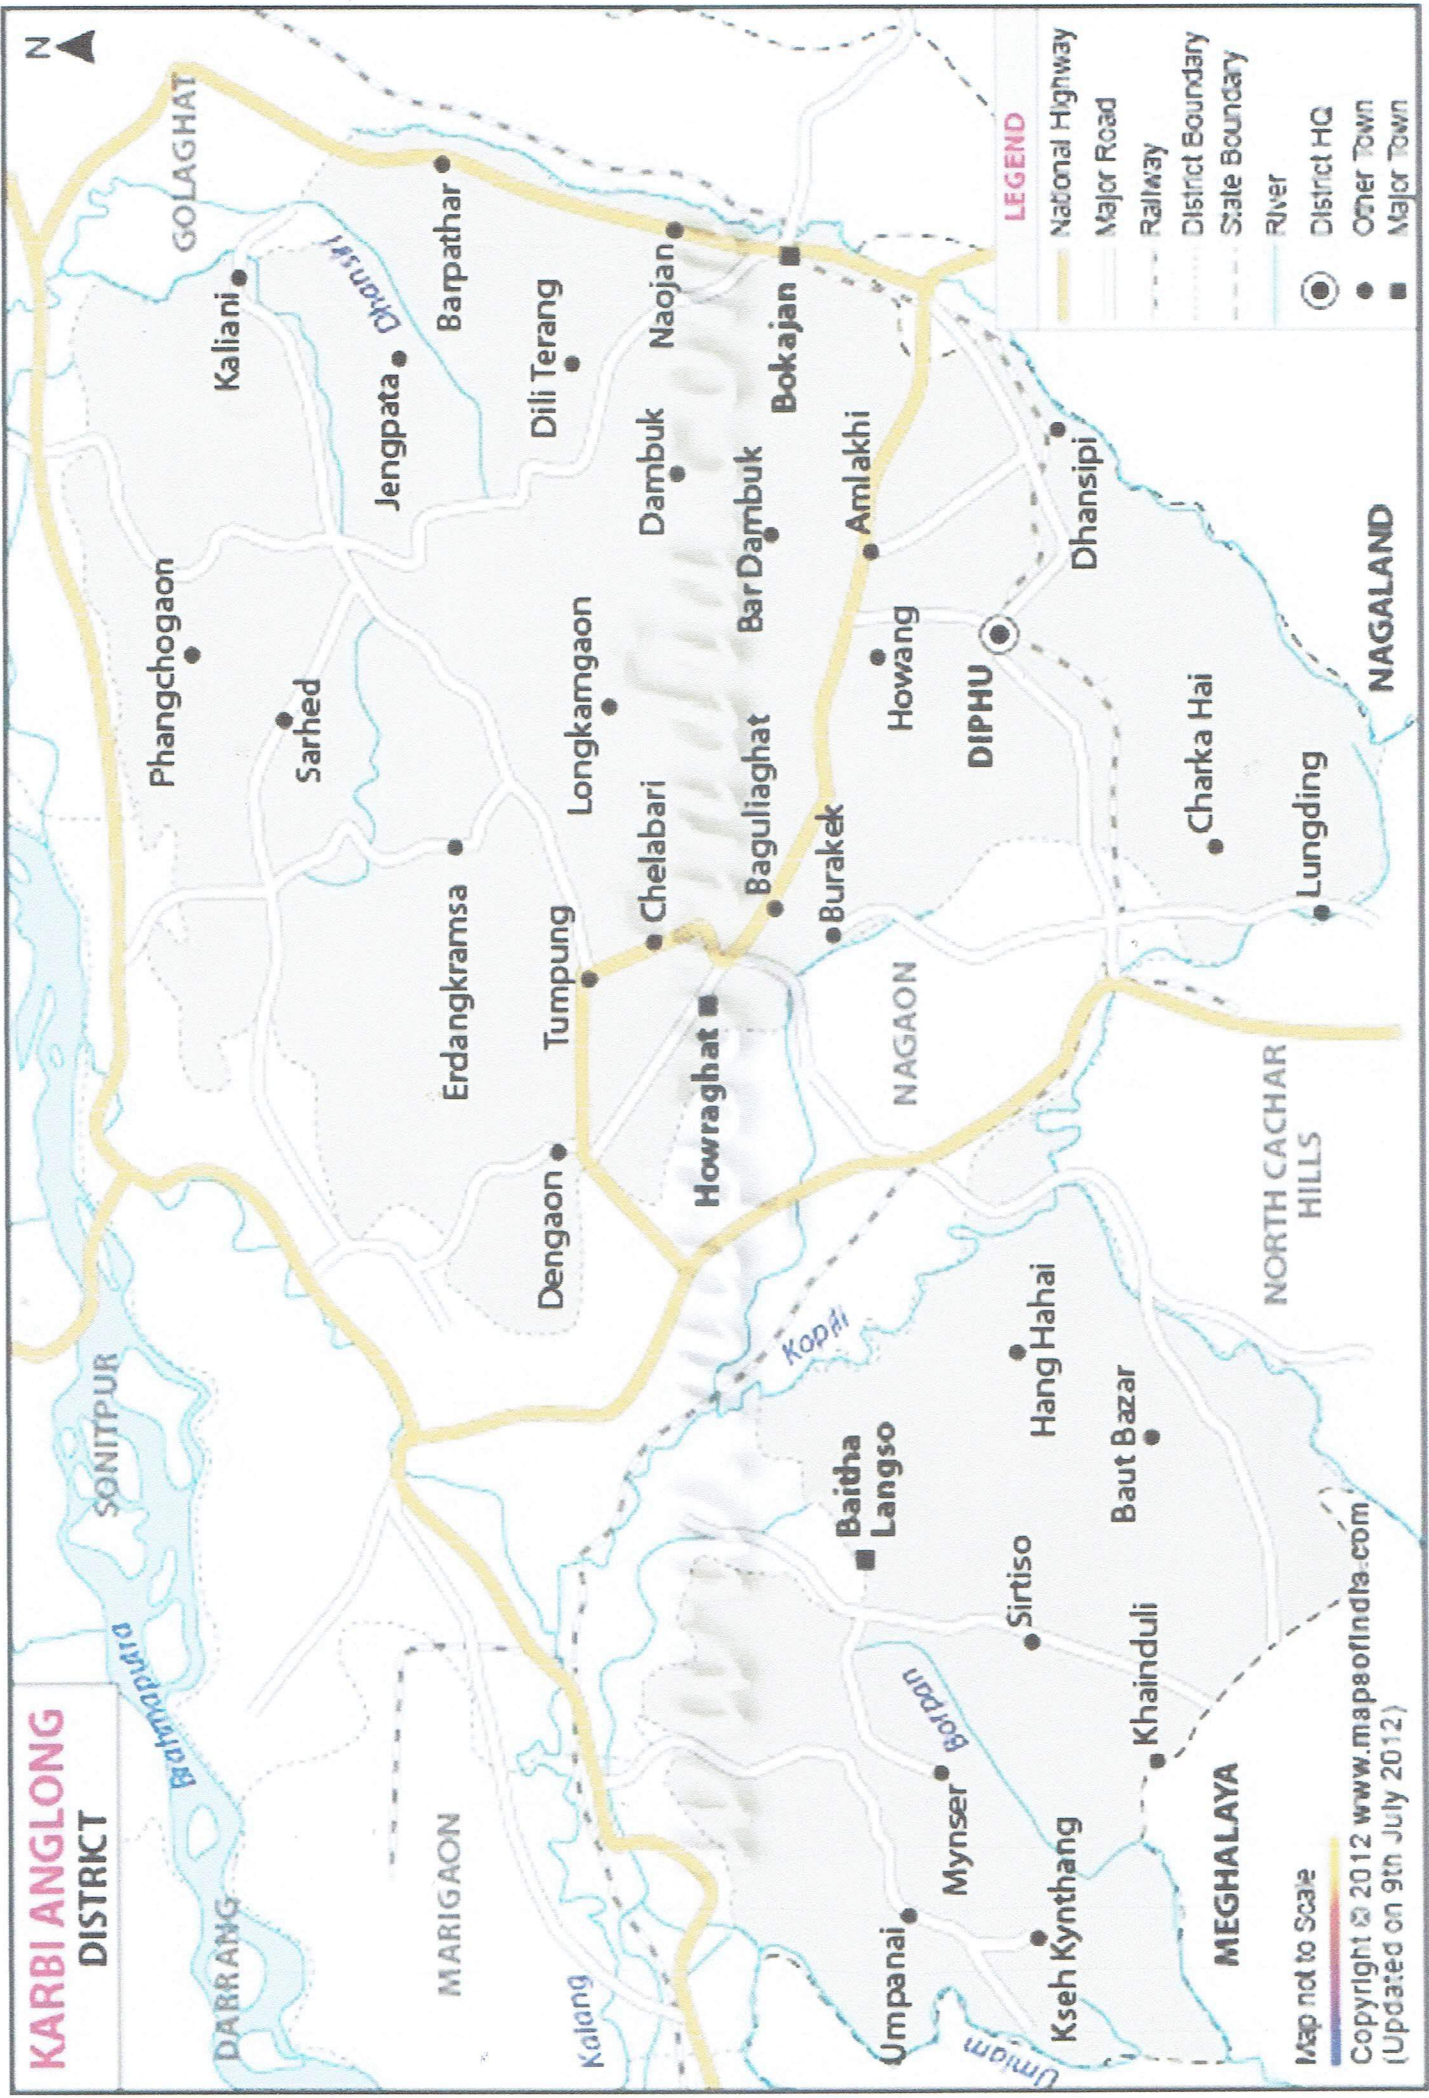 KARBI ANGLONG
DISTRICT
N
SONITPUR
GOLAGHAT
DARRANG
Brahmaputra
MARIGAON
Kalong
Kaliani
Dhansiri
Phangchogaon
Jengpata
Barpathar
Sarhed
Dili Terang
Naojan
Erdangkramsa
Longkamgaon
Dambuk
Tumpung
Chelabari
Bar Dambuk
Bokajan
Dengaon
Howraghat
Baguliaghat
Amlakhi
Burakek
Howang
DIPHU
Dhansipi
NAGAON
Charka Hai
Lungding
NAGALAND
Kopili
Baitha
Langso
Hang Hahai
Baut Bazar
NORTH CACHAR
HILLS
Umpanai
Mynser
Borpan
Sirtiso
Khainduli
Kseh Kynthang
Umiam
MEGHALAYA
Map not to Scale
Copyright © 2012 www.mapsofindia.com
(Updated on 9th July 2012)
LEGEND
National Highway
Major Road
Railway
District Boundary
State Boundary
River
District HQ
Other Town
Major Town